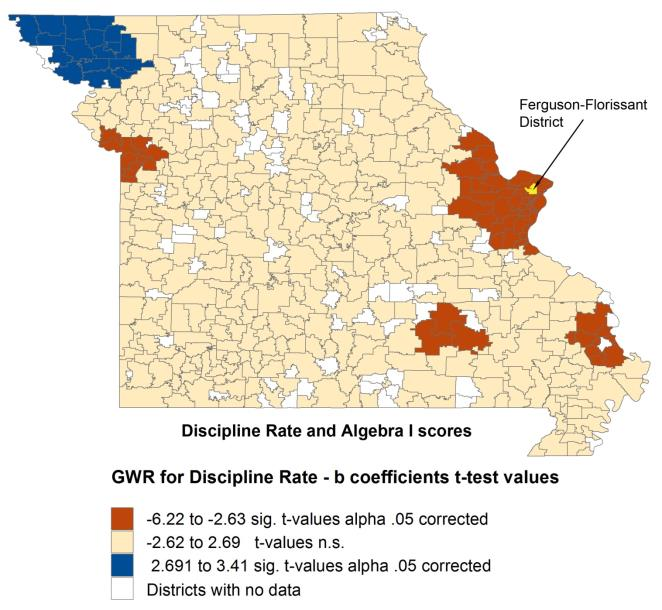 Ferguson-Florissant
District
Discipline Rate and Algebra I scores
GWR for Discipline Rate - b coefficients t-test values
-6.22 to -2.63 sig. t-values alpha .05 corrected
-2.62 to 2.69 t-values n.s.
2.691 to 3.41 sig. t-values alpha .05 corrected
Districts with no data